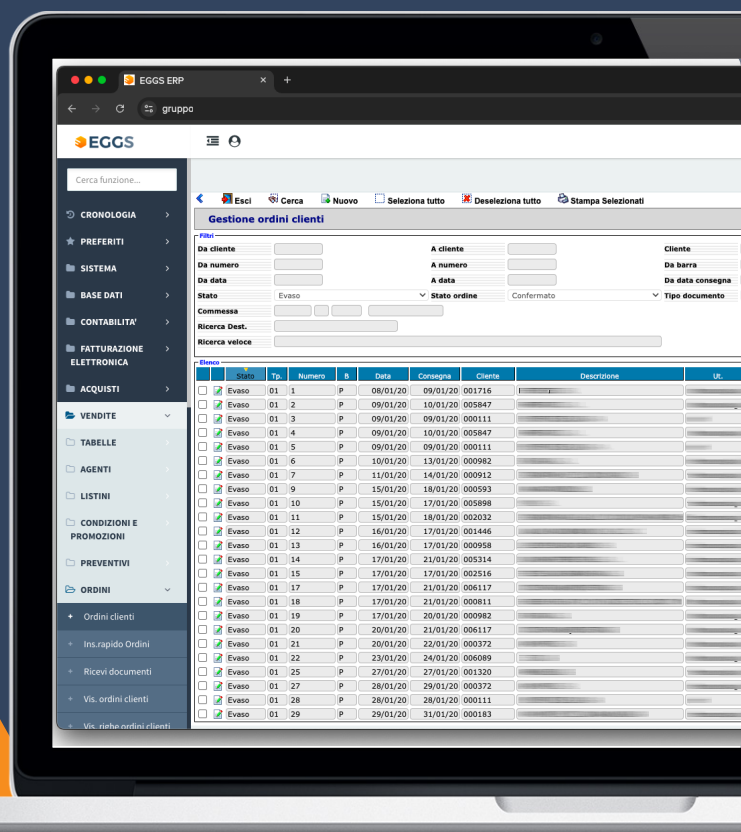 EGGS ERP × +
gruppo
EGGS
Cerca funzione...
CRONOLOGIA
PREFERITI
SISTEMA
BASE DATI
CONTABILITA'
FATTURAZIONE
ELETTRONICA
ACQUISTI
VENDITE
TABELLE
AGENTI
LISTINI
CONDIZIONI E
PROMOZIONI
PREVENTIVI
ORDINI
+ Ordini clienti
+ Ins.rapido Ordini
+ Ricevi documenti
+ Vis. ordini clienti
+ Vis. righe ordini clienti
Esci Cerca Nuovo Seleziona tutto Deseleziona tutto Stampa Selezionati
Gestione ordini clienti
Filtri
Da cliente A cliente Cliente
Da numero A numero Da barra
Da data A data Da data consegna
Stato Evaso Stato ordine Confermato Tipo documento
Commessa
Ricerca Dest.
Ricerca veloce
Elenco
Stato Tp. Numero B Data Consegna Cliente Descrizione Ut.
Evaso 01 1 P 08/01/20 09/01/20 001716
Evaso 01 2 P 09/01/20 10/01/20 005847
Evaso 01 3 P 09/01/20 09/01/20 000111
Evaso 01 4 P 09/01/20 10/01/20 005847
Evaso 01 5 P 09/01/20 09/01/20 000111
Evaso 01 6 P 10/01/20 13/01/20 000982
Evaso 01 7 P 11/01/20 14/01/20 000912
Evaso 01 9 P 15/01/20 18/01/20 000593
Evaso 01 10 P 15/01/20 17/01/20 005898
Evaso 01 11 P 15/01/20 18/01/20 002032
Evaso 01 12 P 16/01/20 17/01/20 001446
Evaso 01 13 P 16/01/20 17/01/20 000958
Evaso 01 14 P 17/01/20 21/01/20 005314
Evaso 01 15 P 17/01/20 17/01/20 002516
Evaso 01 17 P 17/01/20 21/01/20 006117
Evaso 01 18 P 17/01/20 21/01/20 000811
Evaso 01 19 P 17/01/20 20/01/20 000982
Evaso 01 20 P 20/01/20 21/01/20 006117
Evaso 01 21 P 20/01/20 22/01/20 000372
Evaso 01 22 P 23/01/20 24/01/20 006089
Evaso 01 25 P 27/01/20 27/01/20 001320
Evaso 01 27 P 28/01/20 29/01/20 000372
Evaso 01 28 P 28/01/20 28/01/20 000111
Evaso 01 29 P 29/01/20 31/01/20 000183